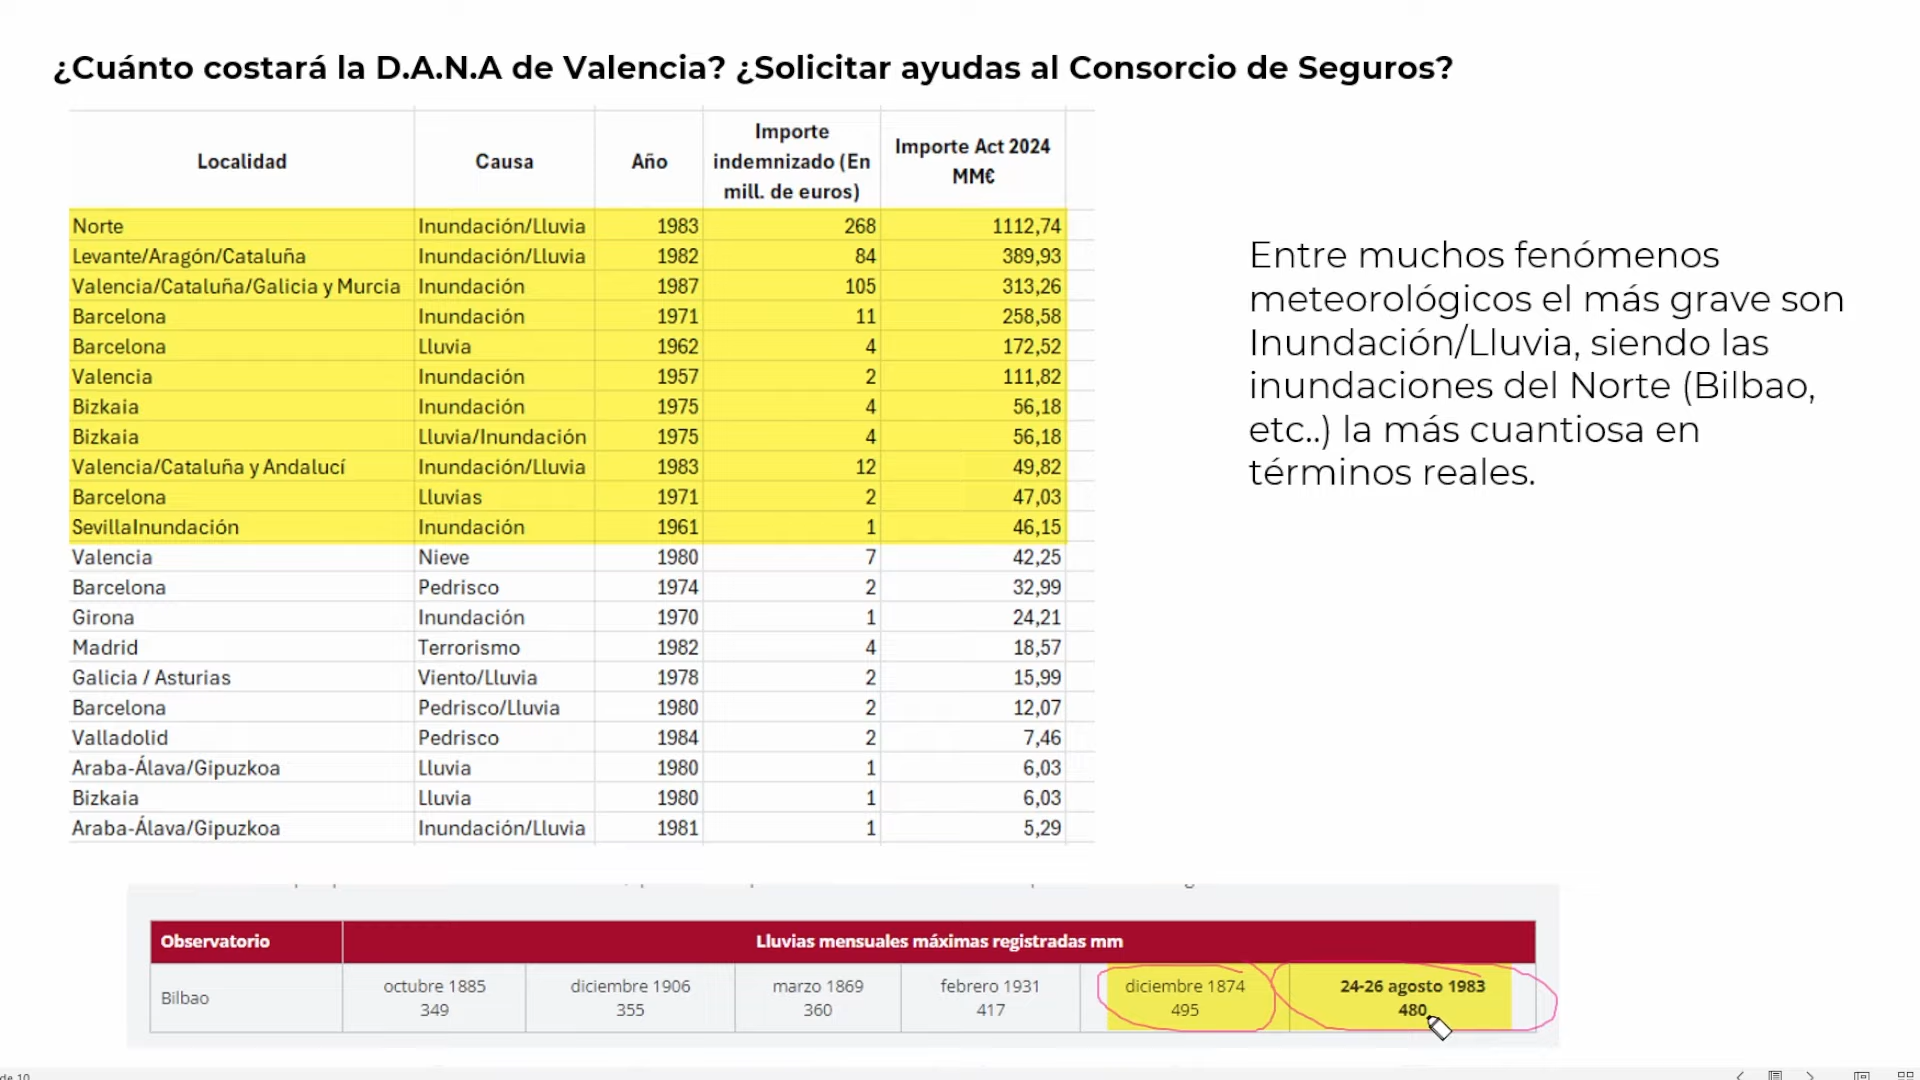 ¿Cuánto costará la D.A.N.A de Valencia? ¿Solicitar ayudas al Consorcio de Seguros?
Localidad Causa Año Importe indemnizado (En mill. de euros) Importe Act 2024 MM€
Norte Inundación/Lluvia 1983 268 1112,74
Levante/Aragón/Cataluña Inundación/Lluvia 1982 84 389,93
Valencia/Cataluña/Galicia y Murcia Inundación 1987 105 313,26
Barcelona Inundación 1971 11 258,58
Barcelona Lluvia 1962 4 172,52
Valencia Inundación 1957 2 111,82
Bizkaia Inundación 1975 4 56,18
Bizkaia Lluvia/Inundación 1975 4 56,18
Valencia/Cataluña y Andalucí Inundación/Lluvia 1983 12 49,82
Barcelona Lluvias 1971 2 47,03
SevillaInundación Inundación 1961 1 46,15
Valencia Nieve 1980 7 42,25
Barcelona Pedrisco 1974 2 32,99
Girona Inundación 1970 1 24,21
Madrid Terrorismo 1982 4 18,57
Galicia / Asturias Viento/Lluvia 1978 2 15,99
Barcelona Pedrisco/Lluvia 1980 2 12,07
Valladolid Pedrisco 1984 2 7,46
Araba-Álava/Gipuzkoa Lluvia 1980 1 6,03
Bizkaia Lluvia 1980 1 6,03
Araba-Álava/Gipuzkoa Inundación/Lluvia 1981 1 5,29
Entre muchos fenómenos
meteorológicos el más grave son
Inundación/Lluvia, siendo las
inundaciones del Norte (Bilbao,
etc..) la más cuantiosa en
términos reales.
Observatorio Lluvias mensuales máximas registradas mm
Bilbao octubre 1885 diciembre 1906 marzo 1869 febrero 1931 diciembre 1874 24-26 agosto 1983
349 355 360 417 495 480
de 10